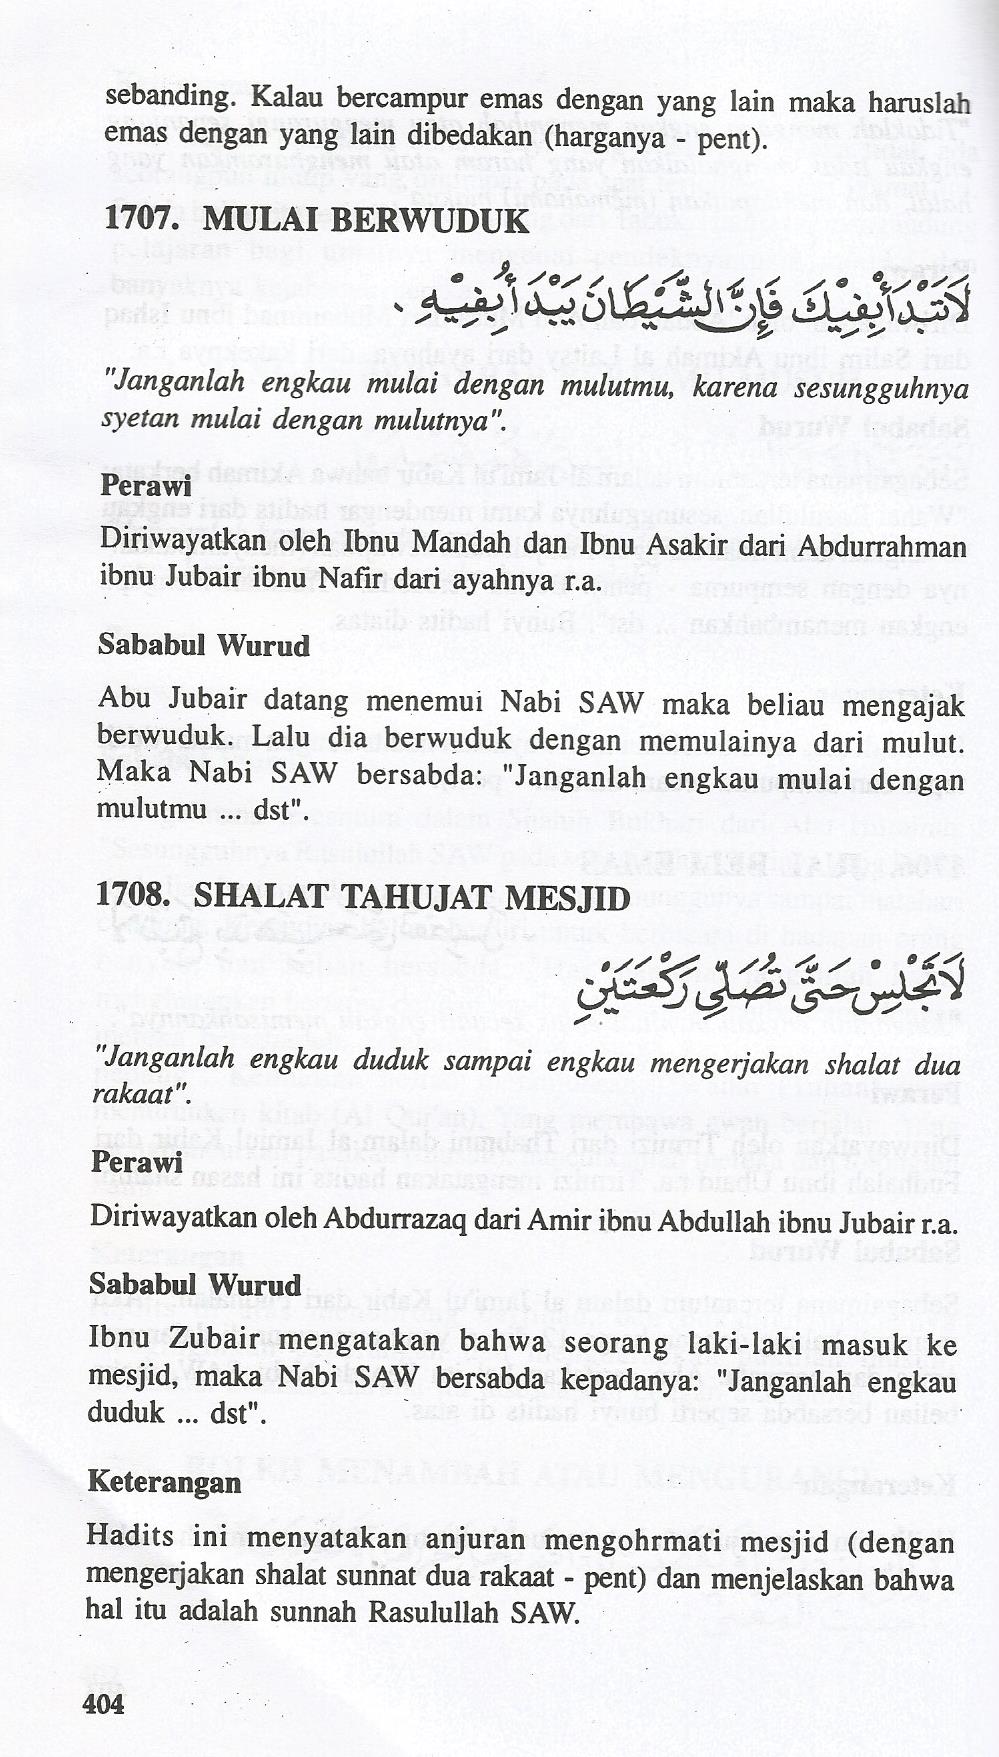 sebanding. Kalau bercampur emas dengan yang lain maka haruslah
emas dengan yang lain dibedakan (harganya - pent).
1707. MULAI BERWUDUK
لَا تَبْدَأْ بِفِيْكَ فَإِنَّ الشَّيْطَانَ يَبْدَأُ بِفِيْهِ .
"Janganlah engkau mulai dengan mulutmu, karena sesungguhnya
syetan mulai dengan mulutnya".
Perawi
Diriwayatkan oleh Ibnu Mandah dan Ibnu Asakir dari Abdurrahman
ibnu Jubair ibnu Nafir dari ayahnya r.a.
Sababul Wurud
Abu Jubair datang menemui Nabi SAW maka beliau mengajak
berwuduk. Lalu dia berwuduk dengan memulainya dari mulut.
Maka Nabi SAW bersabda: "Janganlah engkau mulai dengan
mulutmu ... dst".
1708. SHALAT TAHUJAT MESJID
لَا تَجْلِسْ حَتَّى تُصَلِّيَ رَكْعَتَيْنِ
"Janganlah engkau duduk sampai engkau mengerjakan shalat dua
rakaat".
Perawi
Diriwayatkan oleh Abdurrazaq dari Amir ibnu Abdullah ibnu Jubair r.a.
Sababul Wurud
Ibnu Zubair mengatakan bahwa seorang laki-laki masuk ke
mesjid, maka Nabi SAW bersabda kepadanya: "Janganlah engkau
duduk ... dst".
Keterangan
Hadits ini menyatakan anjuran mengohrmati mesjid (dengan
mengerjakan shalat sunnat dua rakaat - pent) dan menjelaskan bahwa
hal itu adalah sunnah Rasulullah SAW.
404